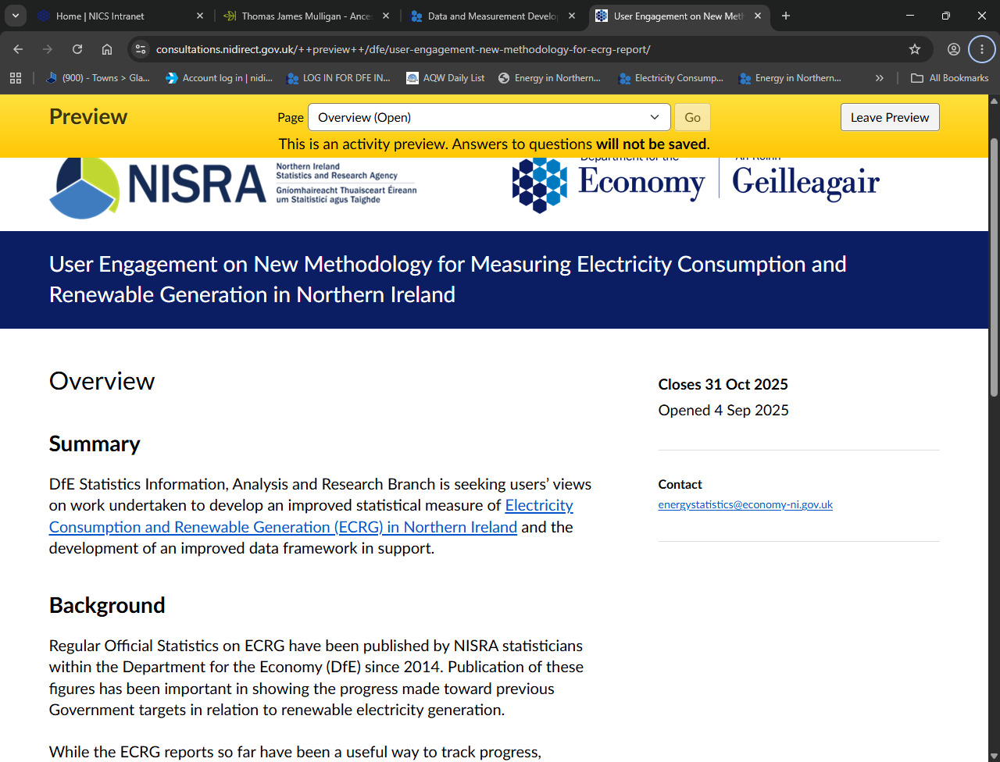 Home | NICS Intranet
Thomas James Mulligan - Ance
Data and Measurement Develo
User Engagement on New Met
consultations.nidirect.gov.uk/++preview++/dfe/user-engagement-new-methodology-for-ecrg-report/
(900) - Towns > Gla...
Account log in | nidi...
LOG IN FOR DFE IN...
AQW Daily List
Energy in Northern...
Electricity Consump...
Energy in Northern...
All Bookmarks
Preview
Page
Overview (Open)
Go
Leave Preview
This is an activity preview. Answers to questions will not be saved.
NISRA
Northern Ireland
Statistics and Research Agency
Gníomhaireacht Thuaisceart Éireann
um Staitisticí agus Taighde
Department for the
Economy
An Roinn
Geilleagair
User Engagement on New Methodology for Measuring Electricity Consumption and
Renewable Generation in Northern Ireland
Overview
Closes 31 Oct 2025
Opened 4 Sep 2025
Summary
DfE Statistics Information, Analysis and Research Branch is seeking users’ views
on work undertaken to develop an improved statistical measure of Electricity
Consumption and Renewable Generation (ECRG) in Northern Ireland and the
development of an improved data framework in support.
Contact
energystatistics@economy-ni.gov.uk
Background
Regular Official Statistics on ECRG have been published by NISRA statisticians
within the Department for the Economy (DfE) since 2014. Publication of these
figures has been important in showing the progress made toward previous
Government targets in relation to renewable electricity generation.
While the ECRG reports so far have been a useful way to track progress,